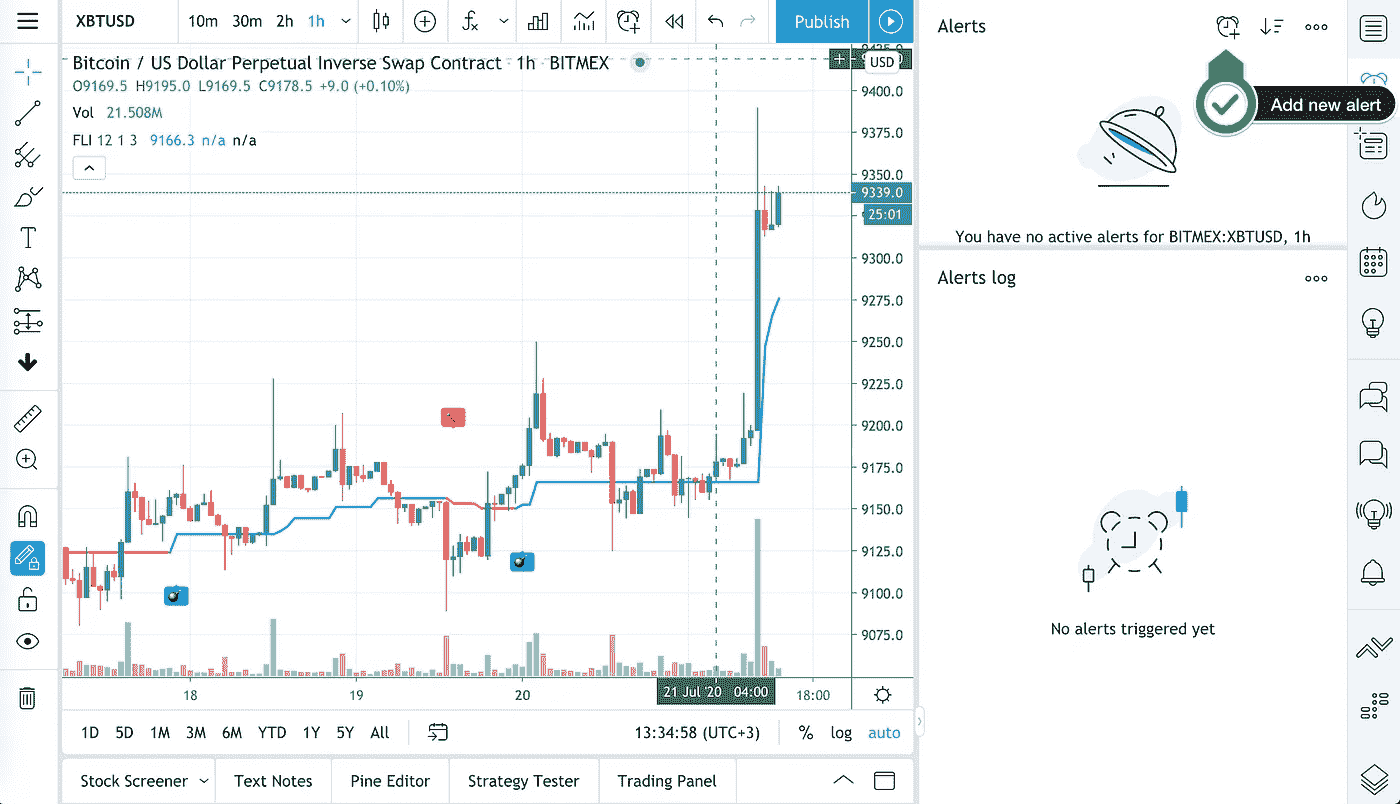 XBTUSD 10m 30m 2h 1h Publish
Bitcoin / US Dollar Perpetual Inverse Swap Contract · 1h · BITMEX
O9169.5 H9195.0 L9169.5 C9178.5 +9.0 (+0.10%)
Vol 21.508M
FLI 12 1 3 9166.3 n/a n/a
USD
9400.0
9375.0
9350.0
9339.0
25:01
9300.0
9275.0
9250.0
9225.0
9200.0
9175.0
9150.0
9125.0
9100.0
9075.0
18 19 20 21 Jul '20 04:00 18:00
1D 5D 1M 3M 6M YTD 1Y 5Y All 13:34:58 (UTC+3) % log auto
Stock Screener Text Notes Pine Editor Strategy Tester Trading Panel
Alerts
Add new alert
You have no active alerts for BITMEX:XBTUSD, 1h
Alerts log
No alerts triggered yet